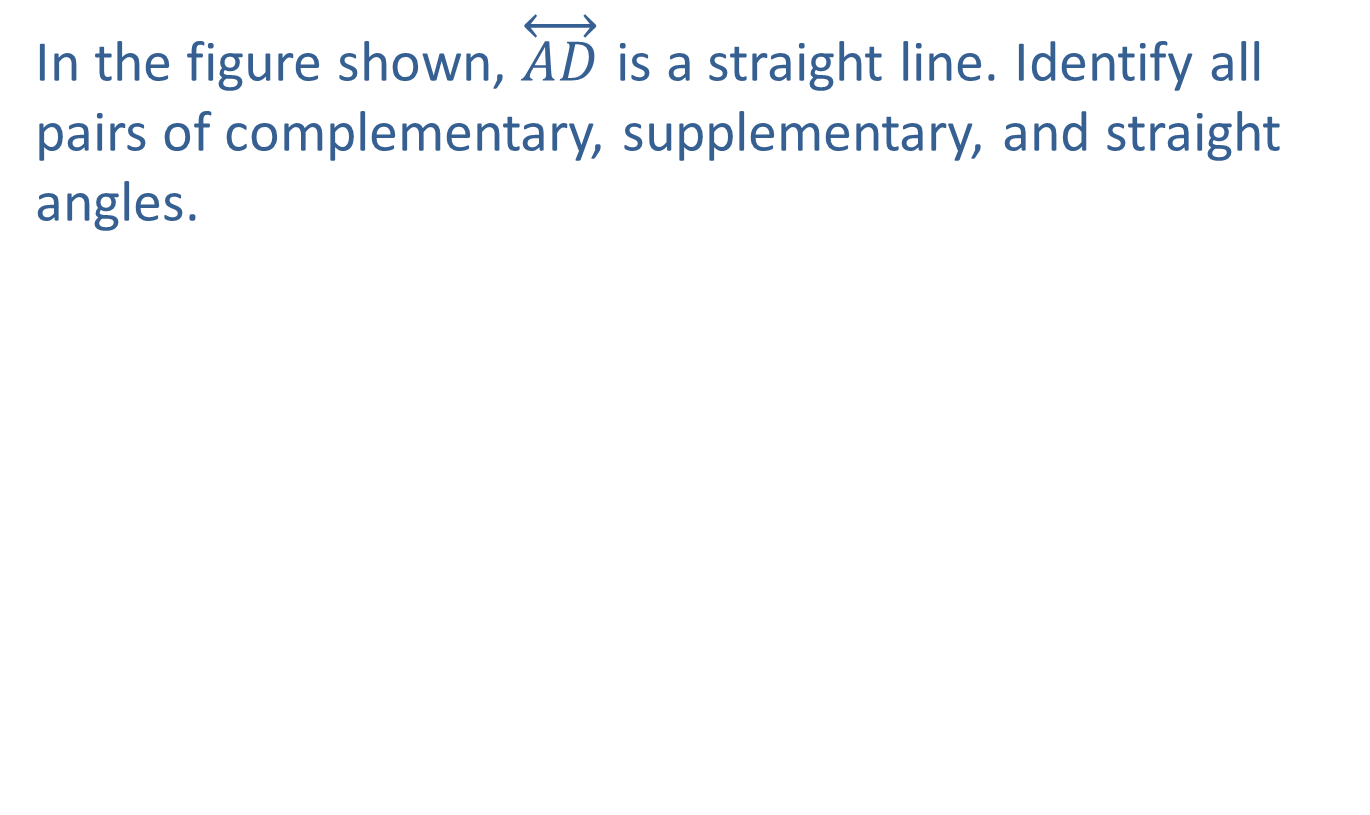 In the figure shown, \overleftrightarrow{AD} is a straight line. Identify all
pairs of complementary, supplementary, and straight
angles.